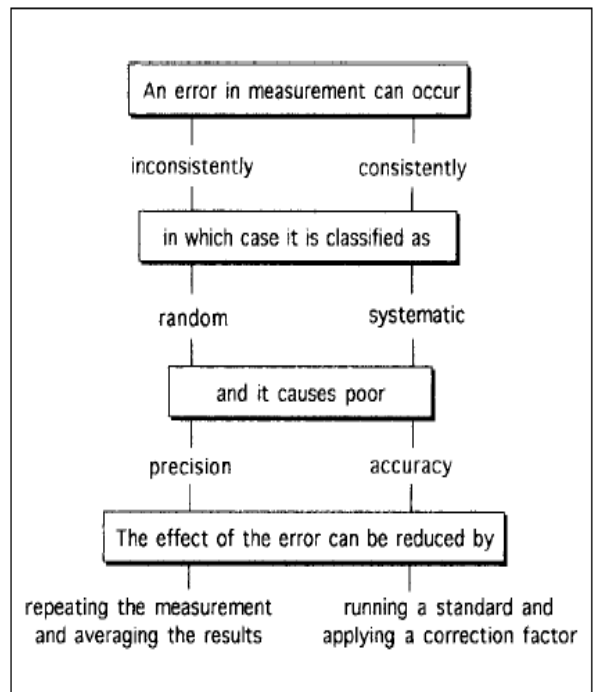 An error in measurement can occur
inconsistently consistently
in which case it is classified as
random systematic
and it causes poor
precision accuracy
The effect of the error can be reduced by
repeating the measurement running a standard and
and averaging the results applying a correction factor